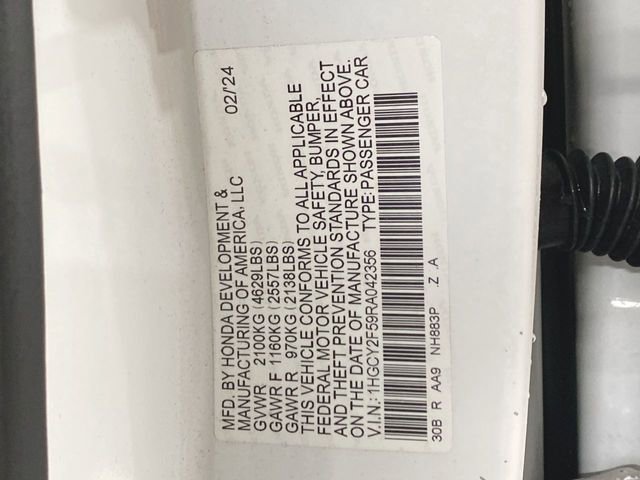 MFD. BY HONDA DEVELOPMENT & 02/'24
MANUFACTURING OF AMERICA, LLC
GVWR 2100KG (4629LBS)
GAWR F 1160KG (2557LBS)
GAWR R 970KG (2138LBS)
THIS VEHICLE CONFORMS TO ALL APPLICABLE
FEDERAL MOTOR VEHICLE SAFETY, BUMPER,
AND THEFT PREVENTION STANDARDS IN EFFECT
ON THE DATE OF MANUFACTURE SHOWN ABOVE.
V.I.N.: 1HGCY2F59RA042356 TYPE: PASSENGER CAR
30B R AA9 NH883P Z .A